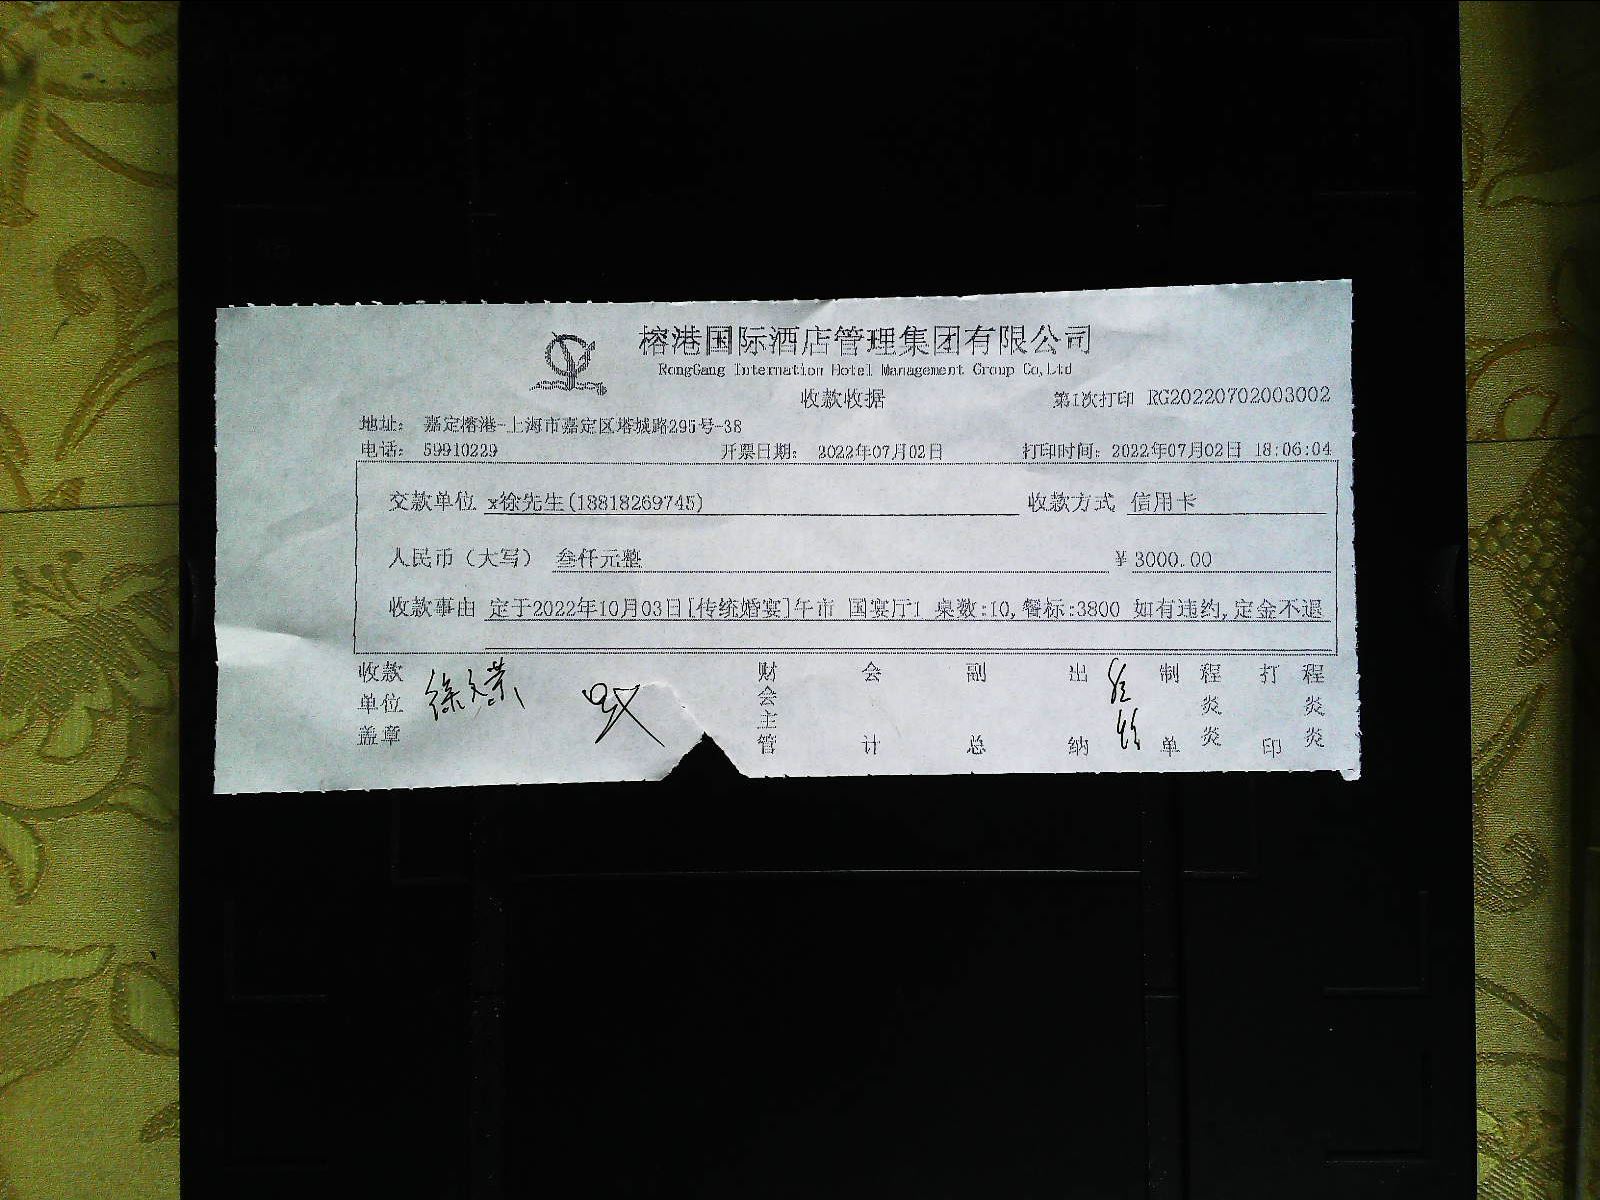 榕港国际酒店管理集团有限公司
RongGang Internation Hotel Management Group Co,Ltd
收款收据
第1次打印 RG20220702003002
地址: 嘉定榕港-上海市嘉定区塔城路295号-38
电话: 59910229 开票日期: 2022年07月02日 打印时间: 2022年07月02日 18:06:04
交款单位 x徐先生(18818269745) 收款方式 信用卡
人民币（大写） 叁仟元整 ￥3000.00
收款事由 定于2022年10月03日[传统婚宴]午市 国宴厅1 桌数:10,餐标:3800 如有违约,定金不退
收款单位盖章 徐文荣 财会主管 会计 副总 出纳 制单 程炎炎 打印 程炎炎